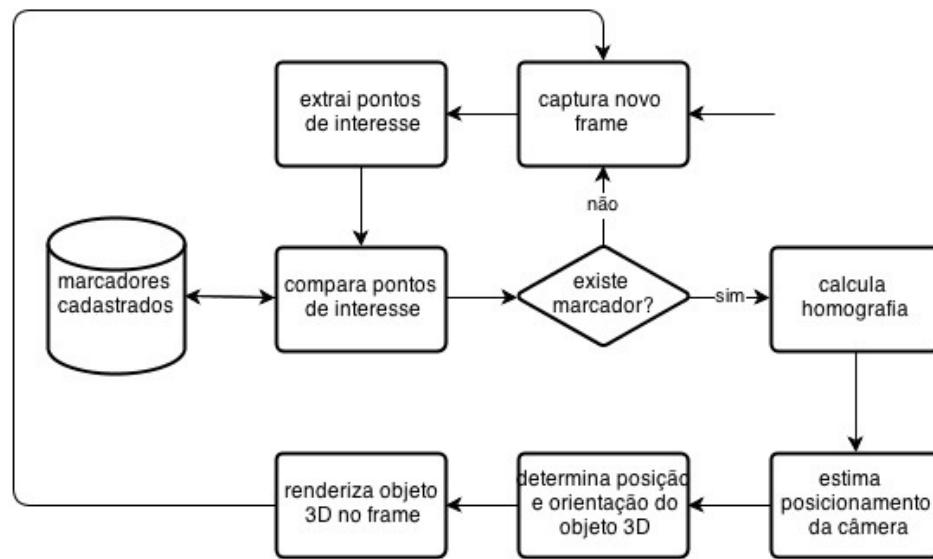 extrai pontos
de interesse
captura novo
frame
não
marcadores
cadastrados
compara pontos
de interesse
existe
marcador?
sim
calcula
homografia
renderiza objeto
3D no frame
determina posição
e orientação do
objeto 3D
estima
posicionamento
da câmera